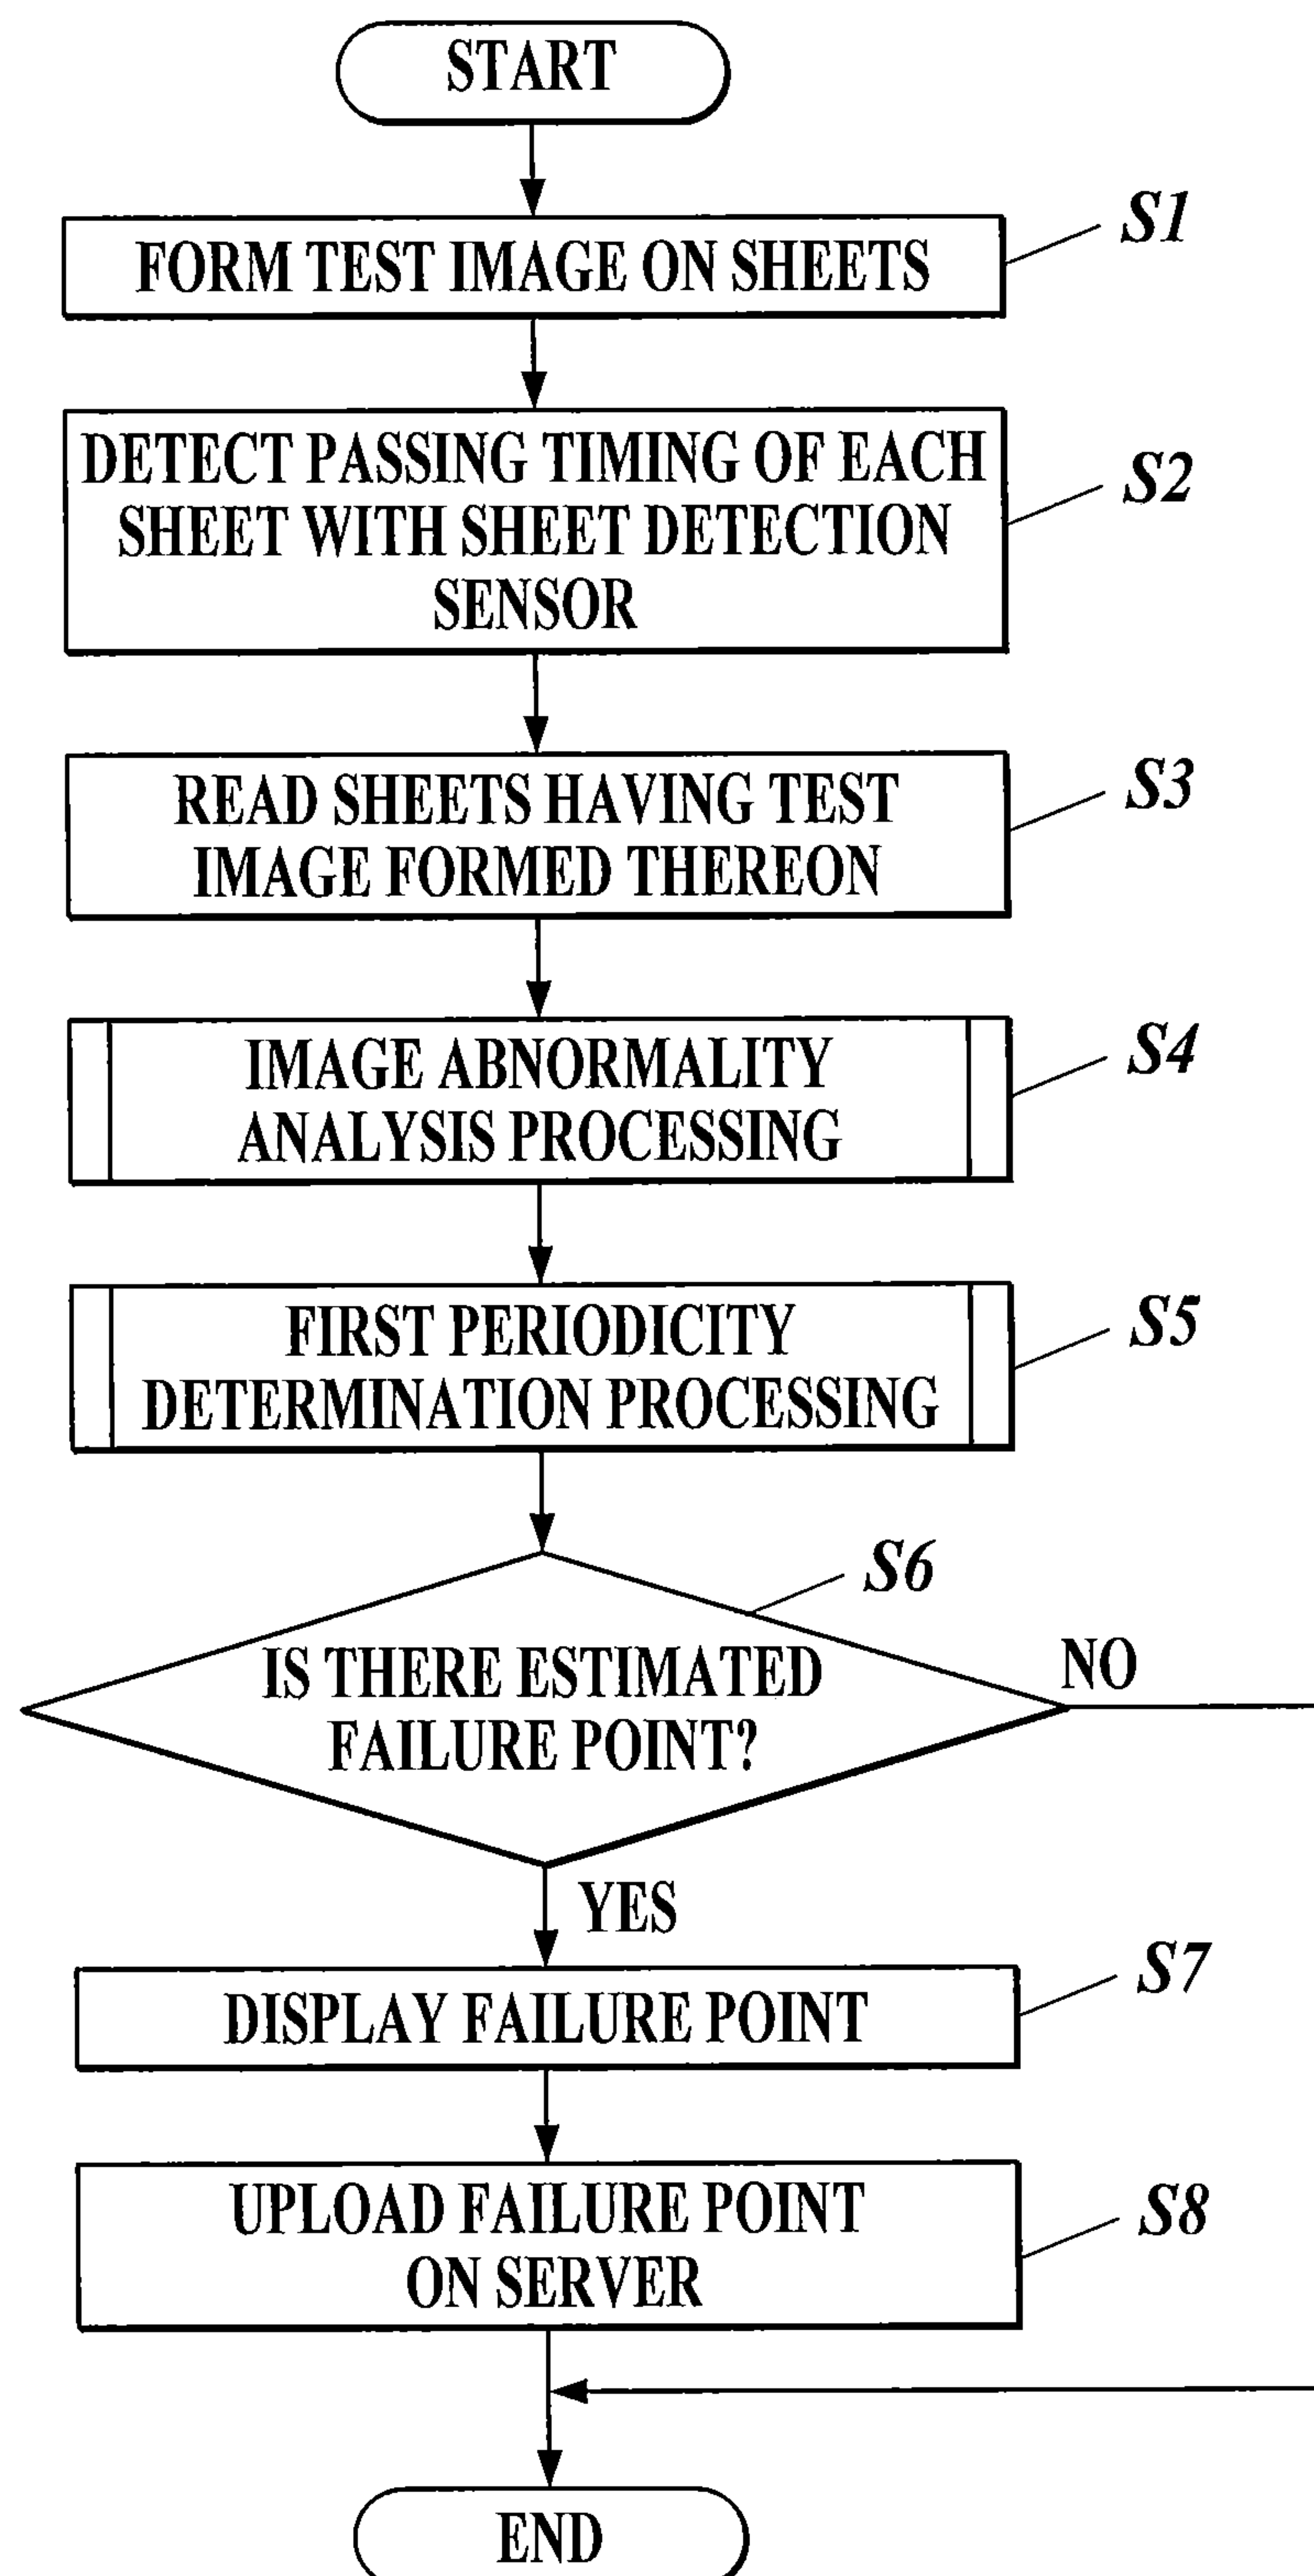 START
S1
FORM TEST IMAGE ON SHEETS
S2
DETECT PASSING TIMING OF EACH
SHEET WITH SHEET DETECTION
SENSOR
S3
READ SHEETS HAVING TEST
IMAGE FORMED THEREON
S4
IMAGE ABNORMALITY
ANALYSIS PROCESSING
S5
FIRST PERIODICITY
DETERMINATION PROCESSING
S6
IS THERE ESTIMATED
FAILURE POINT?
NO
YES
S7
DISPLAY FAILURE POINT
S8
UPLOAD FAILURE POINT
ON SERVER
END